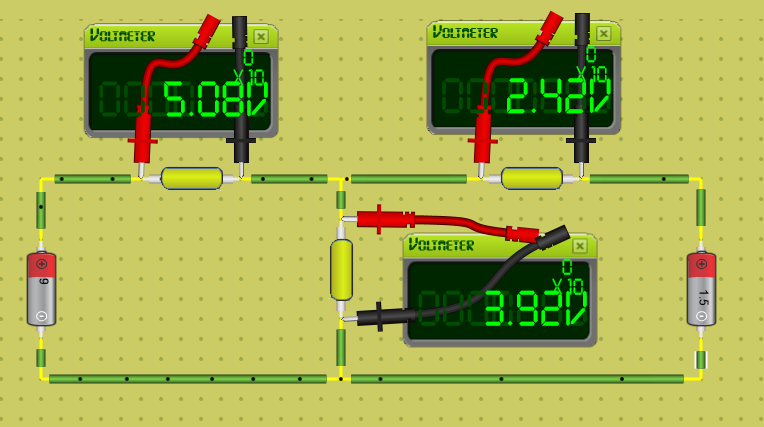 VOLTMETER
0
X10
5.08V
VOLTMETER
0
X10
2.42V
VOLTMETER
0
X10
3.92V
9
1.5